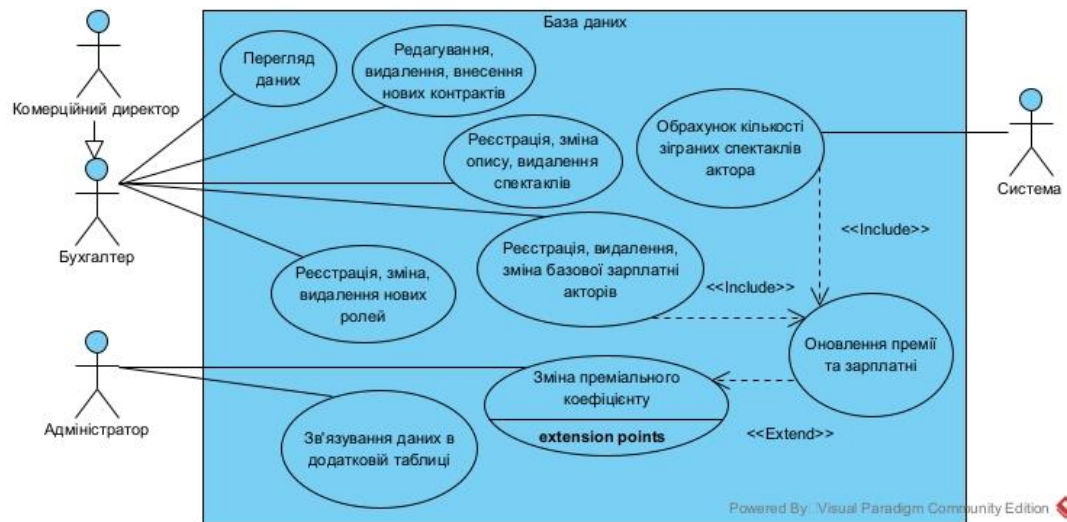 База даних
Перегляд
даних
Редагування,
видалення, внесення
нових контрактів
Комерційний директор
Реєстрація, зміна
опису, видалення
спектаклів
Обрахунок кількості
зіграних спектаклів
актора
Система
Бухгалтер
<<Include>>
Реєстрація, видалення,
зміна базової зарплатні
акторів
Реєстрація, зміна,
видалення нових
ролей
<<Include>>
Оновлення премії
та зарплатні
Зміна преміального
коефіцієнту
extension points
<<Extend>>
Адміністратор
Зв'язування даних в
додатковій таблиці
Powered By: Visual Paradigm Community Edition